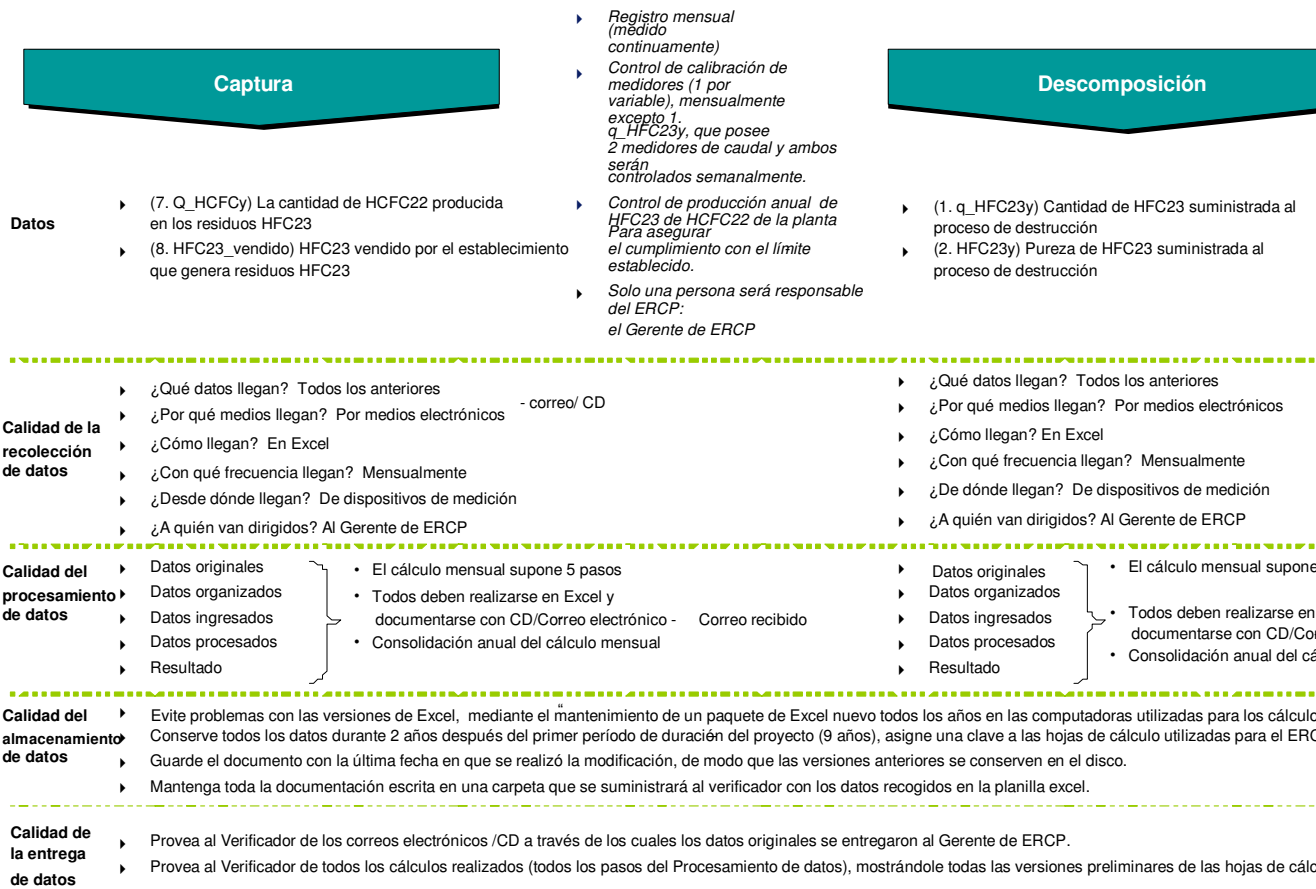 Captura
Registro mensual
(medido
continuamente)
Control de calibración de
medidores (1 por
variable), mensualmente
excepto 1.
q_HFC23y, que posee
2 medidores de caudal y ambos
serán
controlados semanalmente.
Control de producción anual de
HFC23 de HCFC22 de la planta
Para asegurar
el cumplimiento con el límite
establecido.
Solo una persona será responsable
del ERCP:
el Gerente de ERCP
Descomposición
Datos
(7. Q_HCFCy) La cantidad de HCFC22 producida
en los residuos HFC23
(8. HFC23_vendido) HFC23 vendido por el establecimiento
que genera residuos HFC23
(1. q_HFC23y) Cantidad de HFC23 suministrada al
proceso de destrucción
(2. HFC23y) Pureza de HFC23 suministrada al
proceso de destrucción
Calidad de la
recolección
de datos
¿Qué datos llegan? Todos los anteriores
¿Por qué medios llegan? Por medios electrónicos - correo/ CD
¿Cómo llegan? En Excel
¿Con qué frecuencia llegan? Mensualmente
¿Desde dónde llegan? De dispositivos de medición
¿A quién van dirigidos? Al Gerente de ERCP
¿Qué datos llegan? Todos los anteriores
¿Por qué medios llegan? Por medios electrónicos
¿Cómo llegan? En Excel
¿Con qué frecuencia llegan? Mensualmente
¿De dónde llegan? De dispositivos de medición
¿A quién van dirigidos? Al Gerente de ERCP
Calidad del
procesamiento
de datos
Datos originales
Datos organizados
Datos ingresados
Datos procesados
Resultado
• El cálculo mensual supone 5 pasos
• Todos deben realizarse en Excel y
documentarse con CD/Correo electrónico - Correo recibido
• Consolidación anual del cálculo mensual
Datos originales
Datos organizados
Datos ingresados
Datos procesados
Resultado
• El cálculo mensual supone
• Todos deben realizarse en
documentarse con CD/Cor
• Consolidación anual del cá
Calidad del
almacenamiento
de datos
Evite problemas con las versiones de Excel, mediante el “mantenimiento de un paquete de Excel nuevo todos los años en las computadoras utilizadas para los cálculo
Conserve todos los datos durante 2 años después del primer período de duración del proyecto (9 años), asigne una clave a las hojas de cálculo utilizadas para el ERC
Guarde el documento con la última fecha en que se realizó la modificación, de modo que las versiones anteriores se conserven en el disco.
Mantenga toda la documentación escrita en una carpeta que se suministrará al verificador con los datos recogidos en la planilla excel.
Calidad de
la entrega
de datos
Provea al Verificador de los correos electrónicos /CD a través de los cuales los datos originales se entregaron al Gerente de ERCP.
Provea al Verificador de todos los cálculos realizados (todos los pasos del Procesamiento de datos), mostrándole todas las versiones preliminares de las hojas de cálc